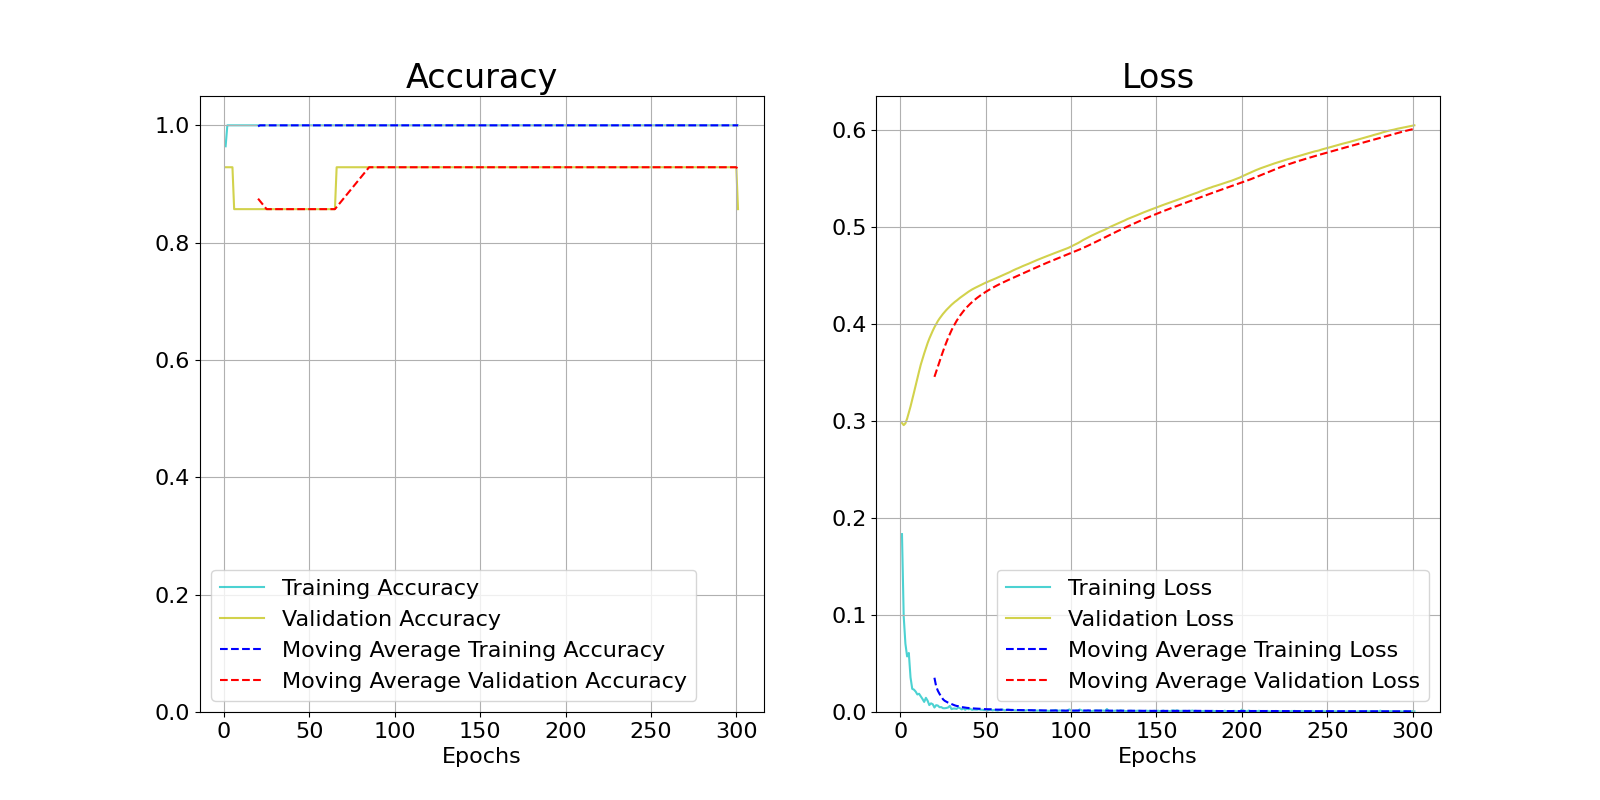 Accuracy
1.0
0.8
0.6
0.4
0.2
0.0
0 50 100 150 200 250 300
Epochs
Training Accuracy
Validation Accuracy
Moving Average Training Accuracy
Moving Average Validation Accuracy
Loss
0.6
0.5
0.4
0.3
0.2
0.1
0.0
0 50 100 150 200 250 300
Epochs
Training Loss
Validation Loss
Moving Average Training Loss
Moving Average Validation Loss